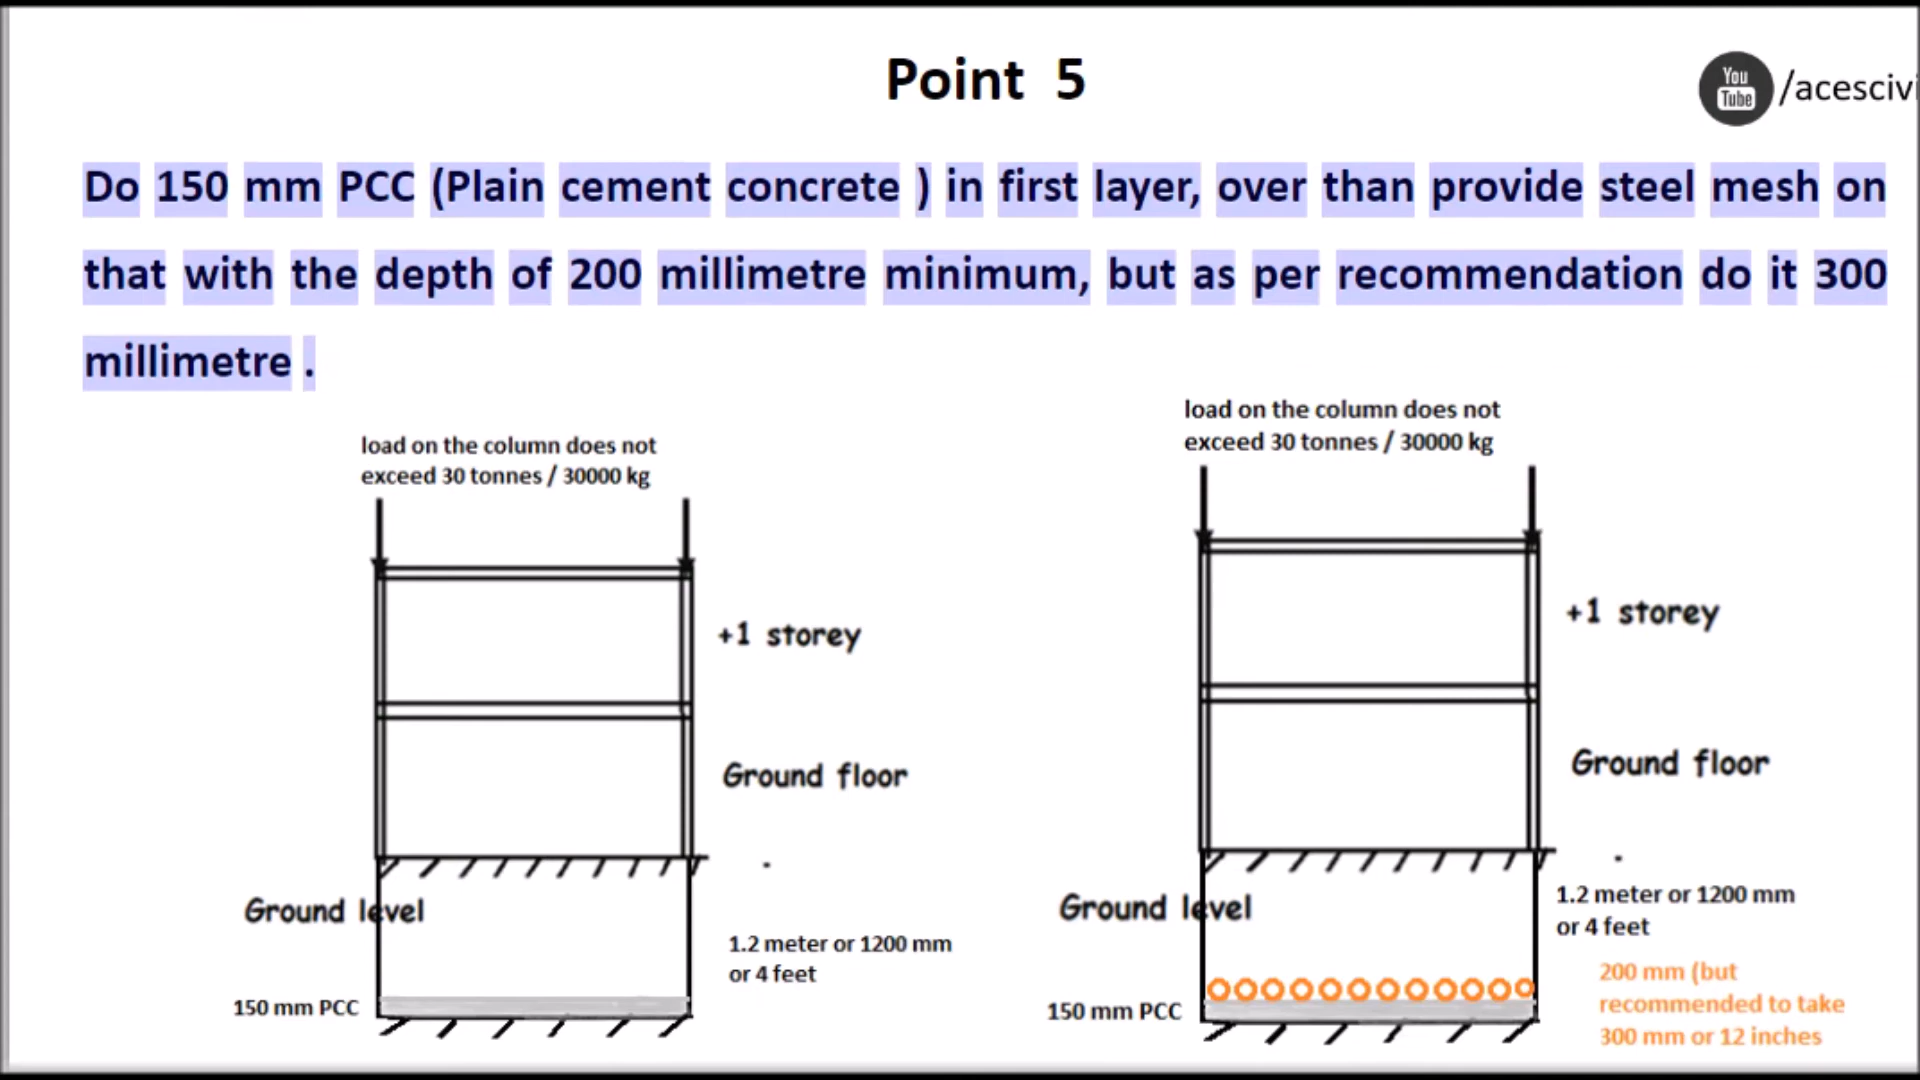 Point 5
You
Tube
/acescivi
Do 150 mm PCC (Plain cement concrete ) in first layer, over than provide steel mesh on
that with the depth of 200 millimetre minimum, but as per recommendation do it 300
millimetre .
load on the column does not
exceed 30 tonnes / 30000 kg
+1 storey
Ground floor
Ground level
1.2 meter or 1200 mm
or 4 feet
150 mm PCC
load on the column does not
exceed 30 tonnes / 30000 kg
+1 storey
Ground floor
Ground level
1.2 meter or 1200 mm
or 4 feet
200 mm (but
recommended to take
300 mm or 12 inches
150 mm PCC